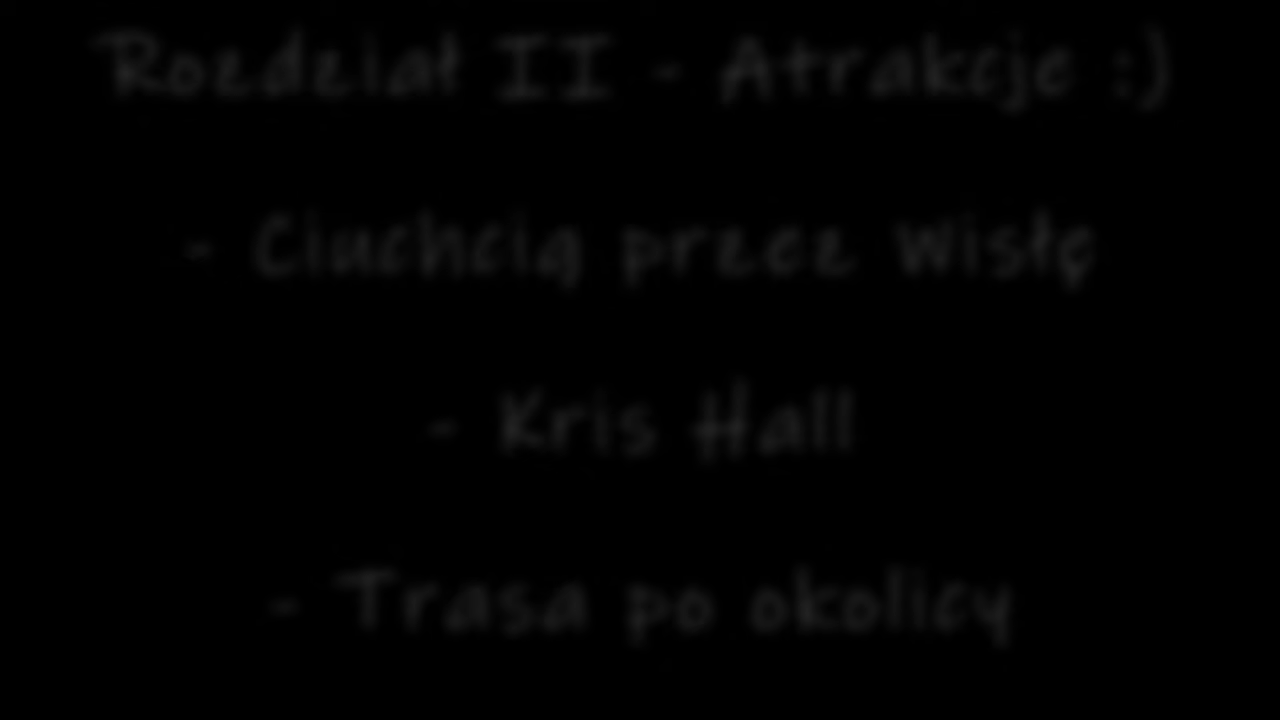 Rozdział II - Atrakcje :)
- Ciuchcią przez Wisłę
- Kris Hall
- Trasa po okolicy